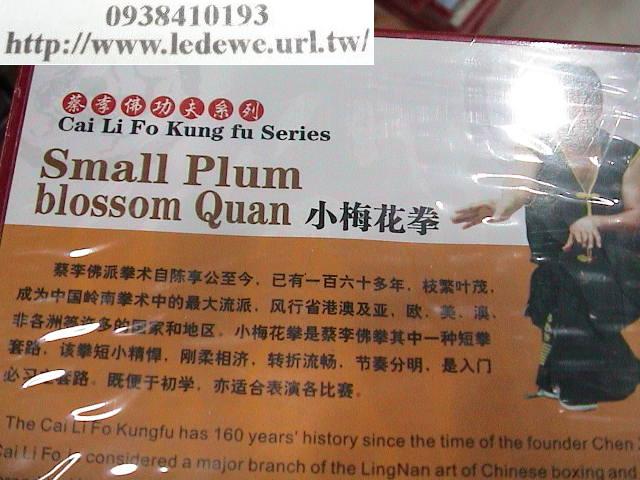 0938410193
http://www.ledewe.url.tw/
蔡李佛功夫系列
Cai Li Fo Kung fu Series
Small Plum
blossom Quan 小梅花拳
蔡李佛派拳术自陈享公至今，已有一百六十多年，枝繁叶茂，
成为中国岭南拳术中的最大流派，风行省港澳及亚、欧、美、澳、
非各洲等许多的国家和地区。小梅花拳是蔡李佛拳其中一种短拳
套路，该拳短小精悍，刚柔相济，转折流畅，节奏分明，是入门
必习之套路。既便于初学，亦适合表演各比赛。
The Cai Li Fo Kungfu has 160 years' history since the time of the founder Chen
Cai Li Fo is considered a major branch of the LingNan art of Chinese boxing and